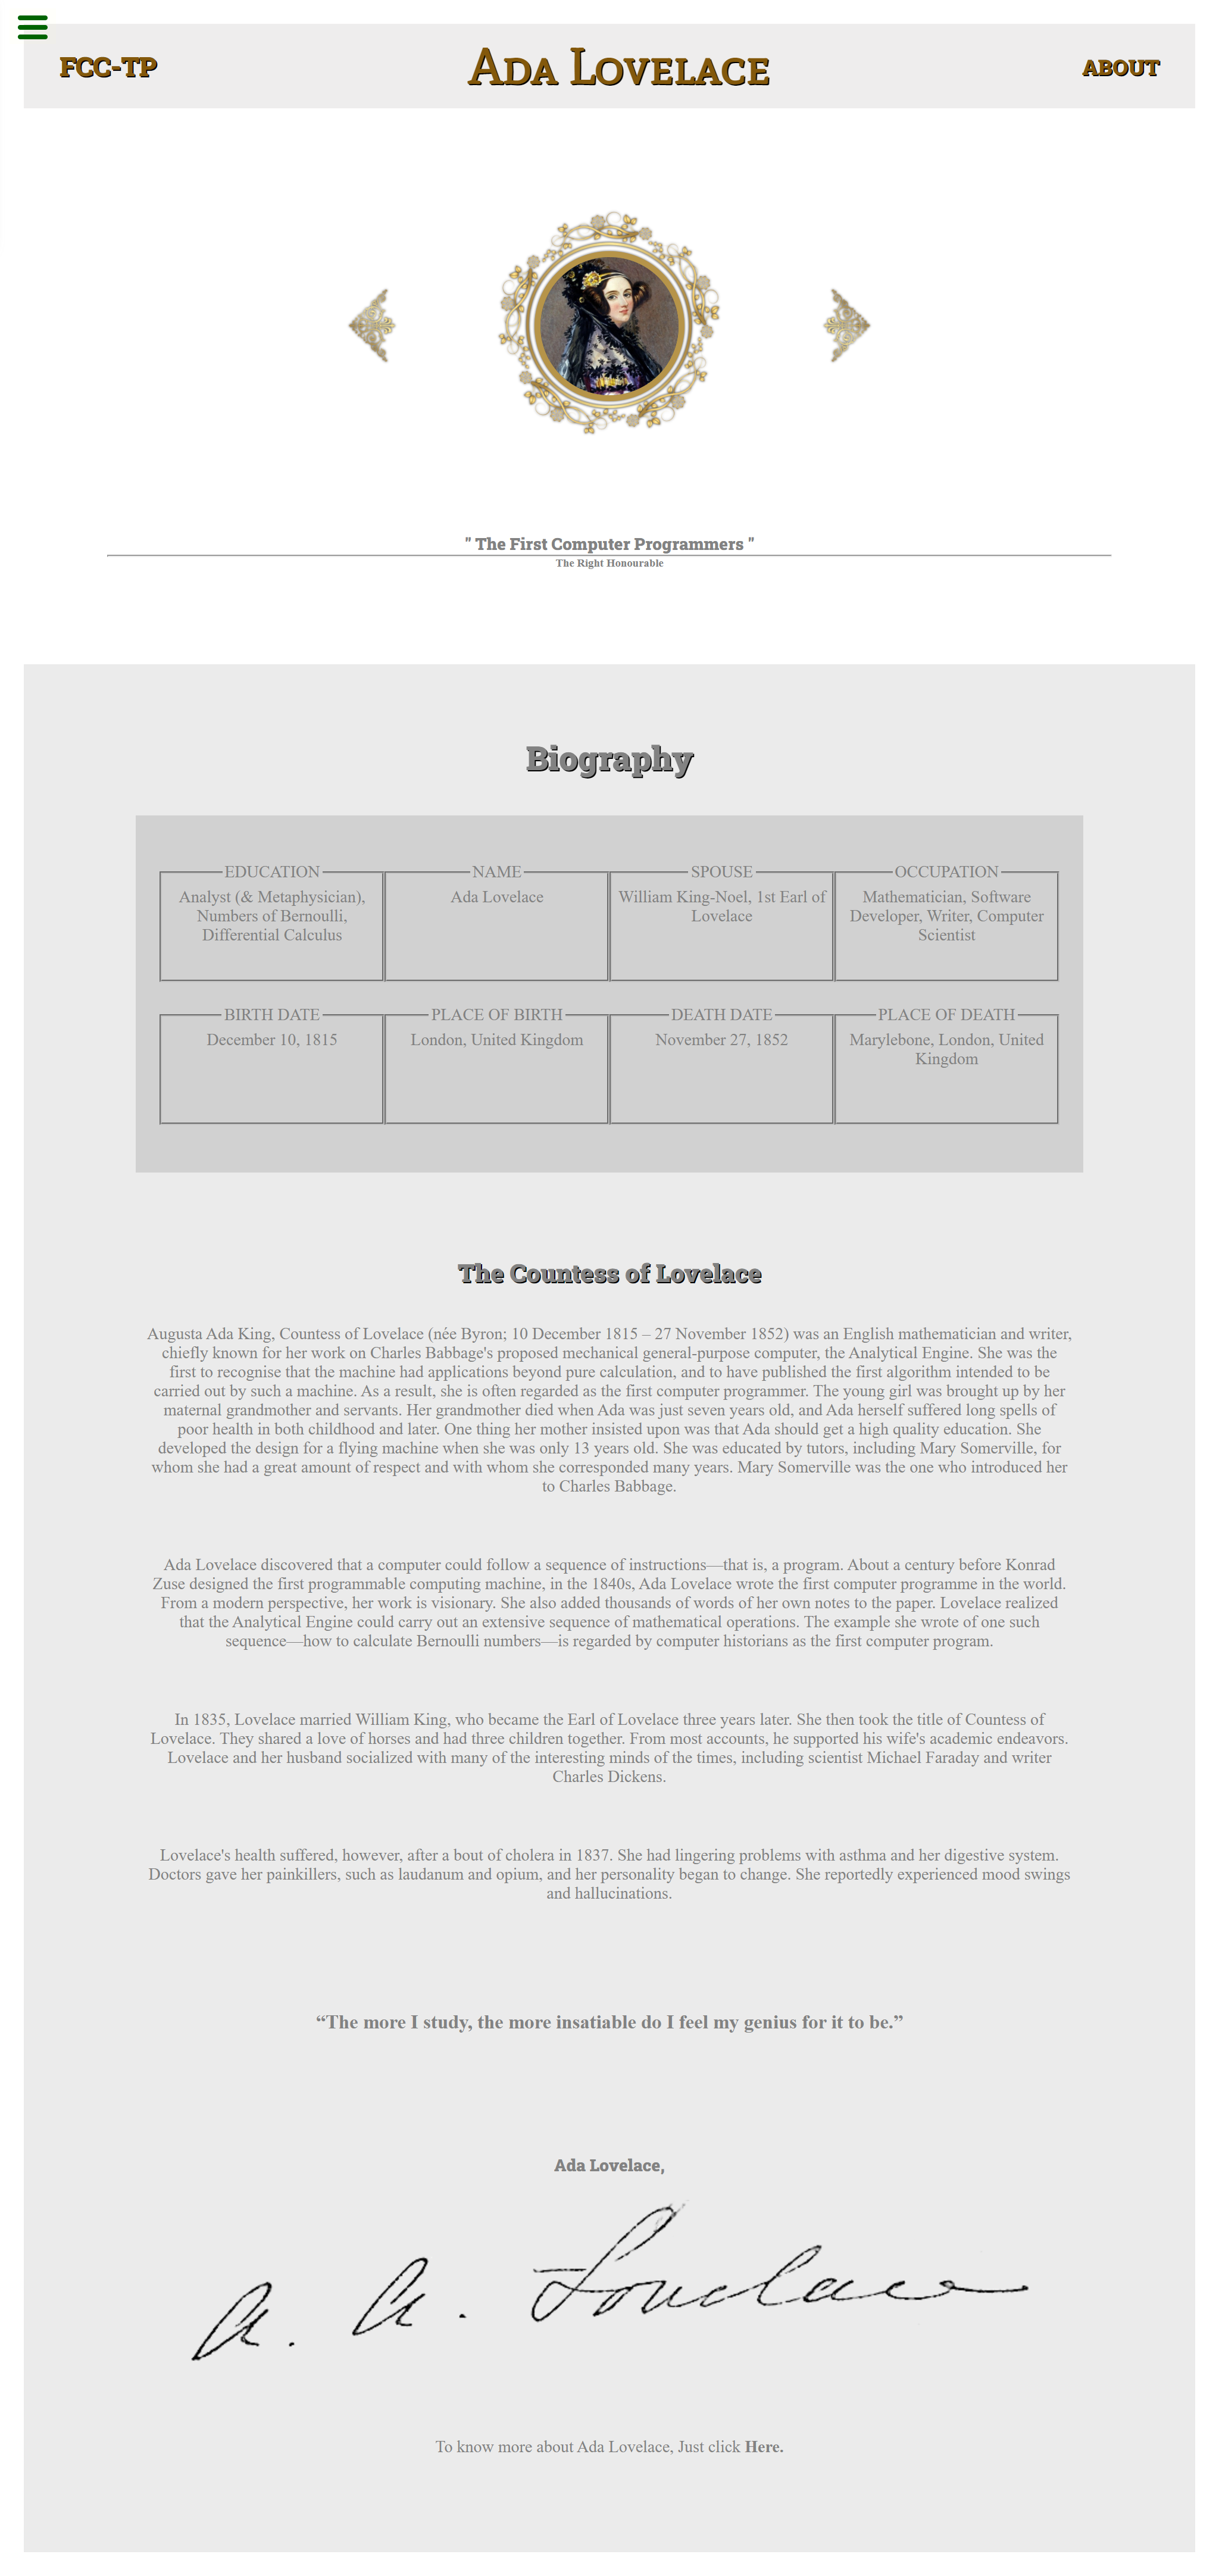 FCC-TP
Ada Lovelace
ABOUT
" The First Computer Programmers "
The Right Honourable
Biography
EDUCATION
Analyst (& Metaphysician),
Numbers of Bernoulli,
Differential Calculus
NAME
Ada Lovelace
SPOUSE
William King-Noel, 1st Earl of
Lovelace
OCCUPATION
Mathematician, Software
Developer, Writer, Computer
Scientist
BIRTH DATE
December 10, 1815
PLACE OF BIRTH
London, United Kingdom
DEATH DATE
November 27, 1852
PLACE OF DEATH
Marylebone, London, United
Kingdom
The Countess of Lovelace
Augusta Ada King, Countess of Lovelace (née Byron; 10 December 1815 – 27 November 1852) was an English mathematician and writer,
chiefly known for her work on Charles Babbage's proposed mechanical general-purpose computer, the Analytical Engine. She was the
first to recognise that the machine had applications beyond pure calculation, and to have published the first algorithm intended to be
carried out by such a machine. As a result, she is often regarded as the first computer programmer. The young girl was brought up by her
maternal grandmother and servants. Her grandmother died when Ada was just seven years old, and Ada herself suffered long spells of
poor health in both childhood and later. One thing her mother insisted upon was that Ada should get a high quality education. She
developed the design for a flying machine when she was only 13 years old. She was educated by tutors, including Mary Somerville, for
whom she had a great amount of respect and with whom she corresponded many years. Mary Somerville was the one who introduced her
to Charles Babbage.
Ada Lovelace discovered that a computer could follow a sequence of instructions—that is, a program. About a century before Konrad
Zuse designed the first programmable computing machine, in the 1840s, Ada Lovelace wrote the first computer programme in the world.
From a modern perspective, her work is visionary. She also added thousands of words of her own notes to the paper. Lovelace realized
that the Analytical Engine could carry out an extensive sequence of mathematical operations. The example she wrote of one such
sequence—how to calculate Bernoulli numbers—is regarded by computer historians as the first computer program.
In 1835, Lovelace married William King, who became the Earl of Lovelace three years later. She then took the title of Countess of
Lovelace. They shared a love of horses and had three children together. From most accounts, he supported his wife's academic endeavors.
Lovelace and her husband socialized with many of the interesting minds of the times, including scientist Michael Faraday and writer
Charles Dickens.
Lovelace's health suffered, however, after a bout of cholera in 1837. She had lingering problems with asthma and her digestive system.
Doctors gave her painkillers, such as laudanum and opium, and her personality began to change. She reportedly experienced mood swings
and hallucinations.
“The more I study, the more insatiable do I feel my genius for it to be.”
Ada Lovelace,
A. A. Lovelace
To know more about Ada Lovelace, Just click Here.